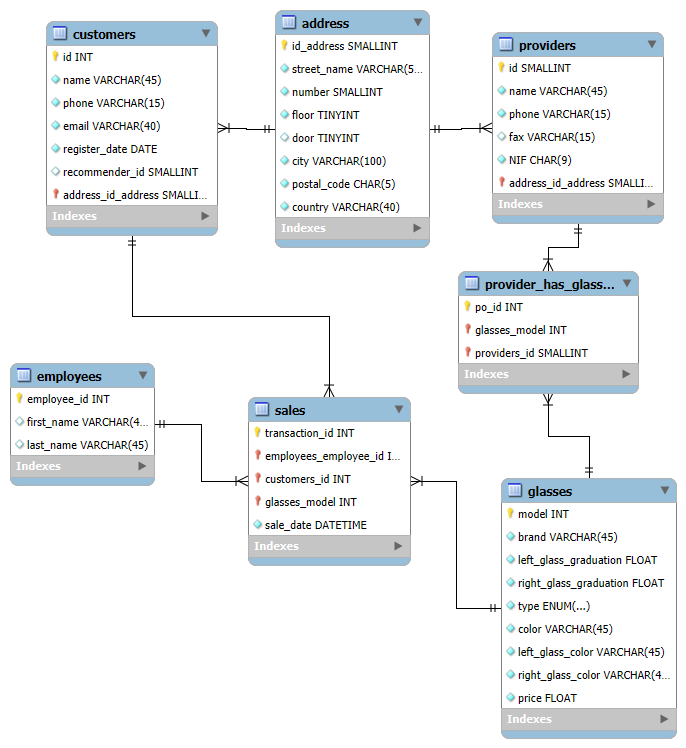 customers
id INT
name VARCHAR(45)
phone VARCHAR(15)
email VARCHAR(40)
register_date DATE
recommender_id SMALLINT
address_id_address SMALLI...
Indexes
address
id_address SMALLINT
street_name VARCHAR(5...
number SMALLINT
floor TINYINT
door TINYINT
city VARCHAR(100)
postal_code CHAR(5)
country VARCHAR(40)
Indexes
providers
id SMALLINT
name VARCHAR(45)
phone VARCHAR(15)
fax VARCHAR(15)
NIF CHAR(9)
address_id_address SMALLI...
Indexes
provider_has_glass...
po_id INT
glasses_model INT
providers_id SMALLINT
Indexes
employees
employee_id INT
first_name VARCHAR(4...
last_name VARCHAR(45)
Indexes
sales
transaction_id INT
employees_employee_id I...
customers_id INT
glasses_model INT
sale_date DATETIME
Indexes
glasses
model INT
brand VARCHAR(45)
left_glass_graduation FLOAT
right_glass_graduation FLOAT
type ENUM(...)
color VARCHAR(45)
left_glass_color VARCHAR(45)
right_glass_color VARCHAR(4...
price FLOAT
Indexes